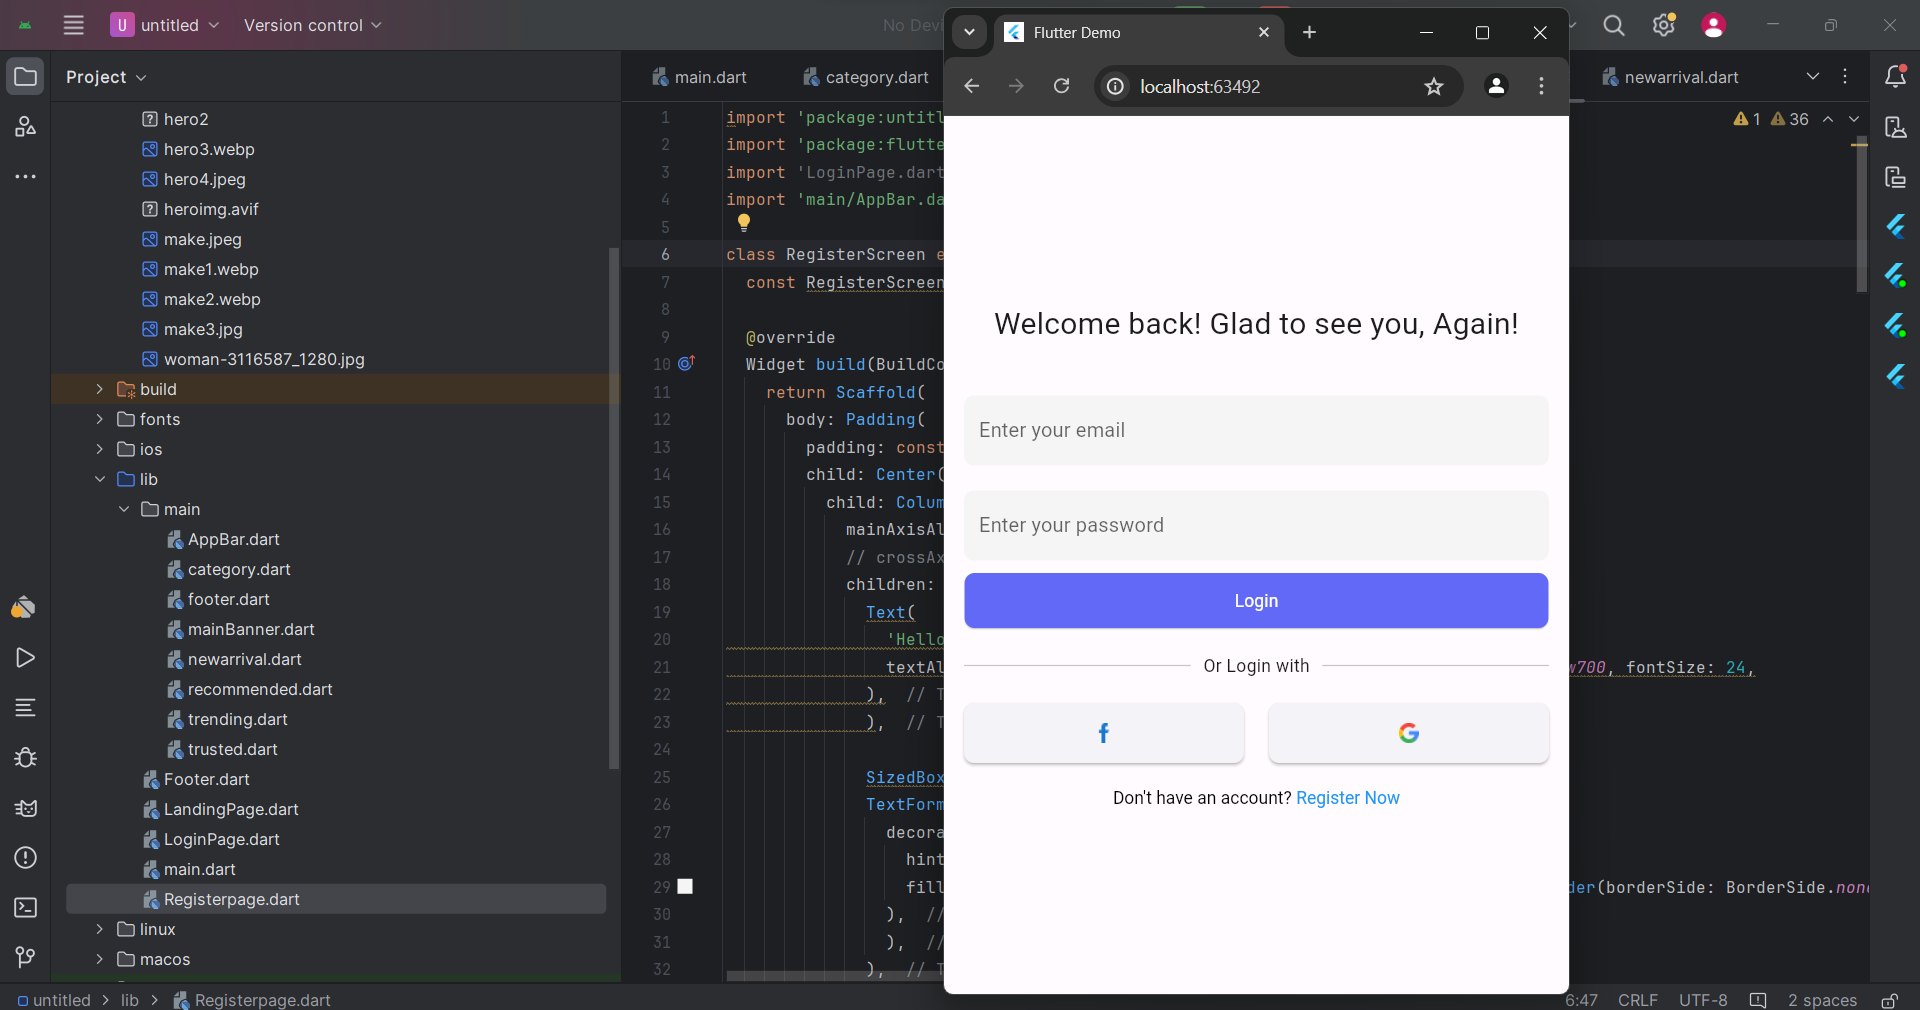 U untitled Version control No Devi
Project
main.dart category.dart newarrival.dart
hero2
hero3.webp
hero4.jpeg
heroimg.avif
make.jpeg
make1.webp
make2.webp
make3.jpg
woman-3116587_1280.jpg
build
fonts
ios
lib
main
AppBar.dart
category.dart
footer.dart
mainBanner.dart
newarrival.dart
recommended.dart
trending.dart
trusted.dart
Footer.dart
LandingPage.dart
LoginPage.dart
main.dart
Registerpage.dart
linux
macos
1 import 'package:untitl
2 import 'package:flutte
3 import 'LoginPage.dart
4 import 'main/AppBar.da
5
6 class RegisterScreen e
7 const RegisterScreen
8
9 @override
10 Widget build(BuildCo
11 return Scaffold(
12 body: Padding(
13 padding: const
14 child: Center(
15 child: Colum
16 mainAxisAl
17 // crossAx
18 children:
19 Text(
20 'Hello
21 textAl w700, fontSize: 24,
22 ), // T
23 ), // T
24
25 SizedBox
26 TextForm
27 decora
28 hint
29 fill der(borderSide: BorderSide.none
30 ), //
31 ), //
32 ), // T
1 36
Flutter Demo
localhost:63492
Welcome back! Glad to see you, Again!
Enter your email
Enter your password
Login
Or Login with
f G
Don't have an account? Register Now
untitled > lib > Registerpage.dart
6:47 CRLF UTF-8 2 spaces